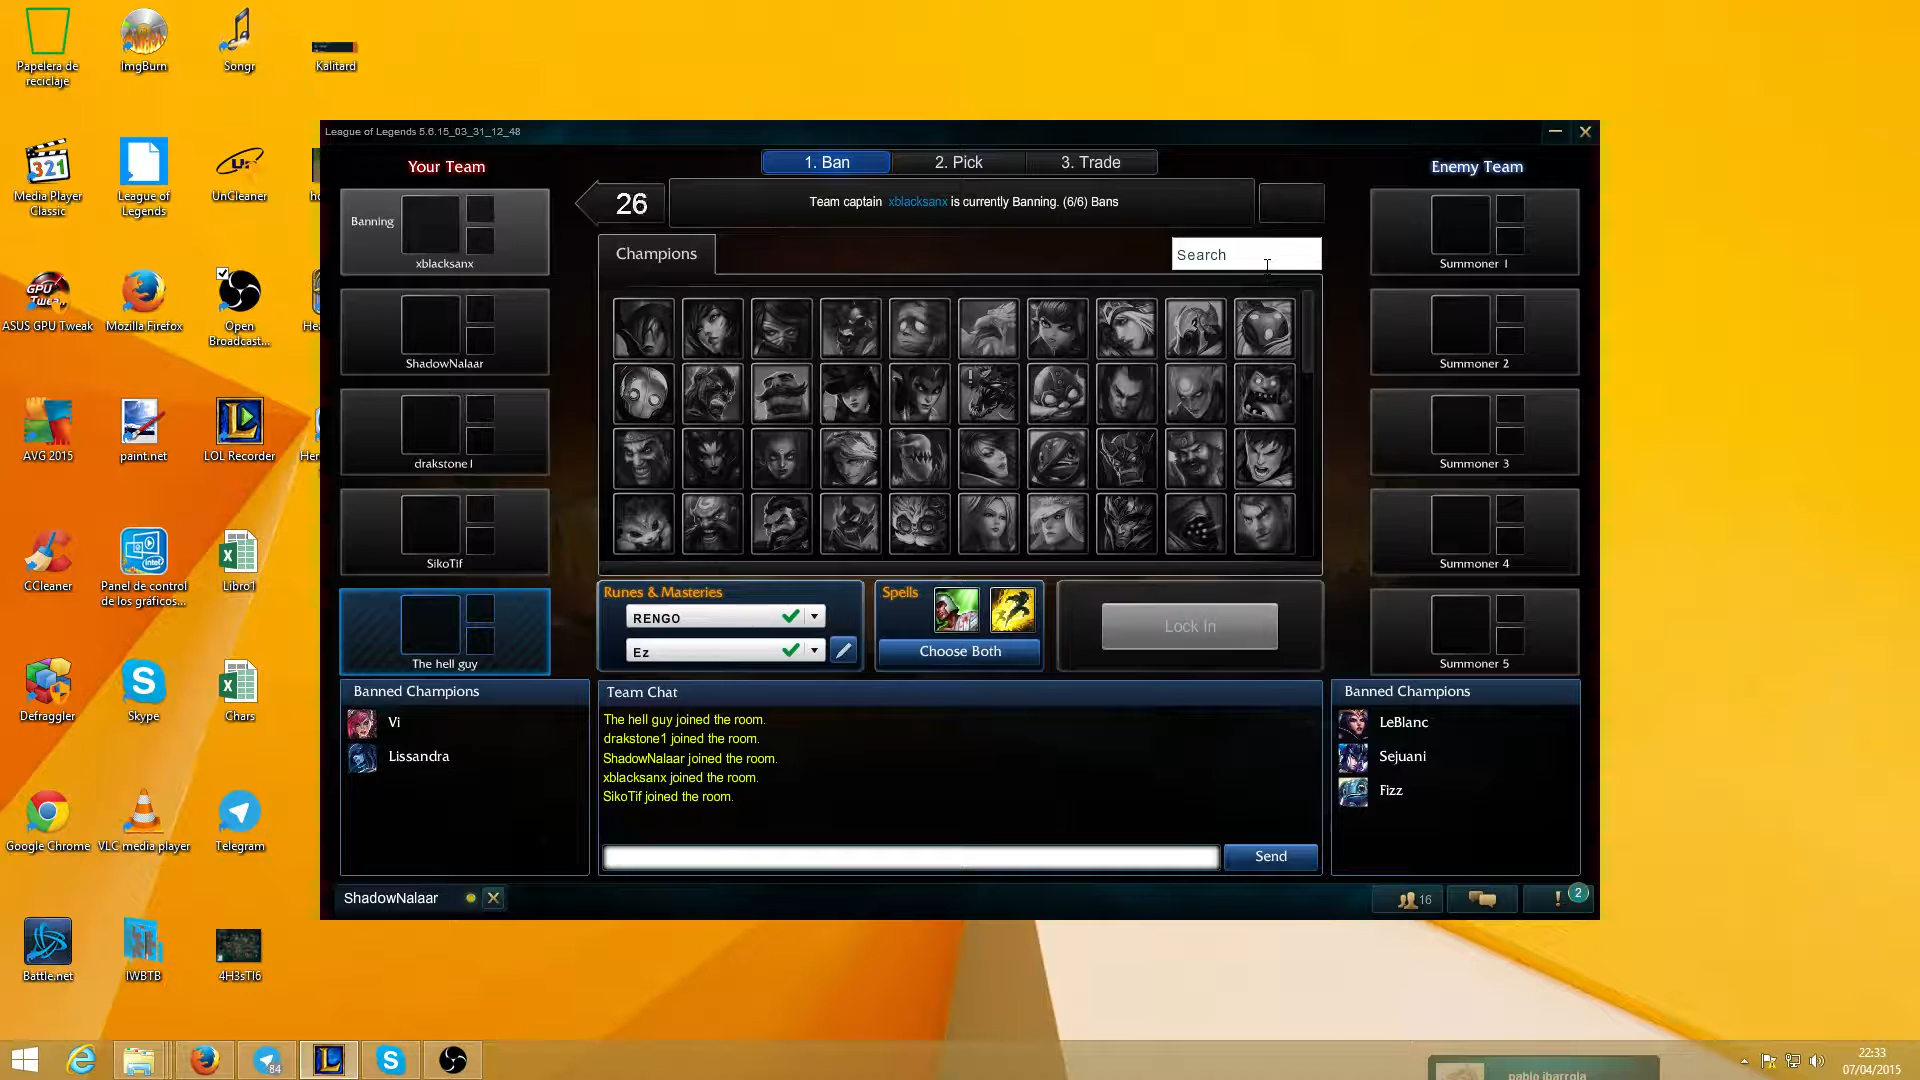 Papelera de
reciclaje
ImgBurn
Songr
Kalitard
Media Player
Classic
League of
Legends
UnCleaner
ASUS GPU Tweak
Mozilla Firefox
Open
Broadcast...
AVG 2015
paint.net
LOL Recorder
CCleaner
Panel de control
de los gráficos...
Libro1
Defraggler
Skype
Chars
Google Chrome
VLC media player
Telegram
Battle.net
IWBTB
4H3sTl6
League of Legends 5.6.15_03_31_12_48
Your Team
1. Ban
2. Pick
3. Trade
Enemy Team
26
Team captain xblacksanx is currently Banning. (6/6) Bans
Champions
Search
Banning
xblacksanx
ShadowNalaar
drakstone1
SikoTif
The hell guy
Summoner 1
Summoner 2
Summoner 3
Summoner 4
Summoner 5
Runes & Masteries
RENGO
Ez
Spells
Choose Both
Lock In
Banned Champions
Vi
Lissandra
Team Chat
The hell guy joined the room.
drakstone1 joined the room.
ShadowNalaar joined the room.
xblacksanx joined the room.
SikoTif joined the room.
Send
Banned Champions
LeBlanc
Sejuani
Fizz
ShadowNalaar
16
2
84
pablo ibarrola
22:33
07/04/2015